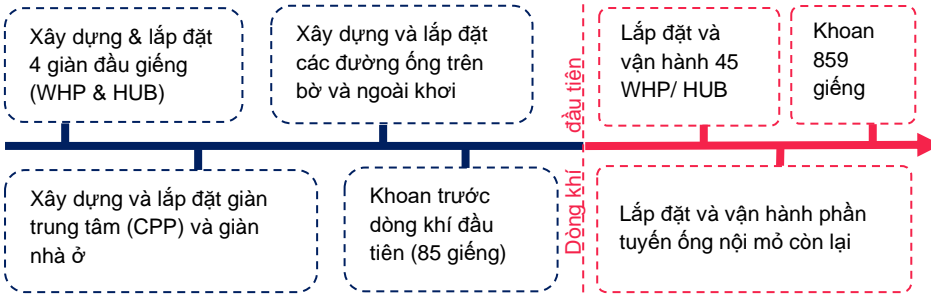 Xây dựng & lắp đặt
4 giàn đầu giếng
(WHP & HUB)
Xây dựng và lắp đặt
các đường ống trên
bờ và ngoài khơi
Xây dựng và lắp đặt giàn
trung tâm (CPP) và giàn
nhà ở
Khoan trước
dòng khí đầu
tiên (85 giếng)
Dòng khí đầu tiên
Lắp đặt và
vận hành 45
WHP/ HUB
Khoan
859
giếng
Lắp đặt và vận hành phần
tuyến ống nội mỏ còn lại